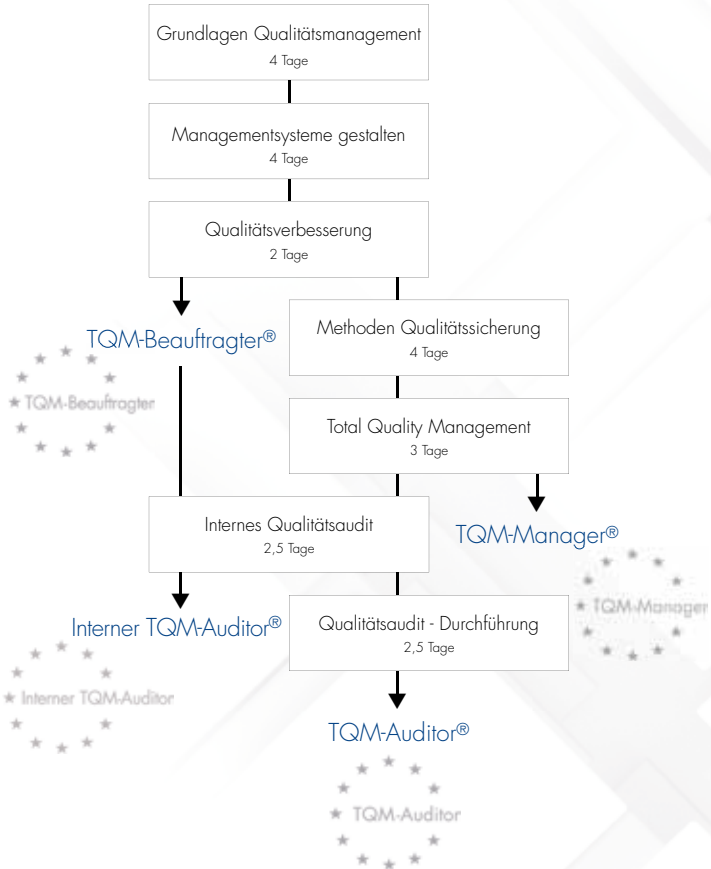 Grundlagen Qualitätsmanagement
4 Tage
Managementsysteme gestalten
4 Tage
Qualitätsverbesserung
2 Tage
TQM-Beauftragter®
TQM-Beauftragter
Methoden Qualitätssicherung
4 Tage
Total Quality Management
3 Tage
Internes Qualitätsaudit
2,5 Tage
TQM-Manager®
TQM-Manager
Interner TQM-Auditor®
Interner TQM-Auditor
Qualitätsaudit - Durchführung
2,5 Tage
TQM-Auditor®
TQM-Auditor